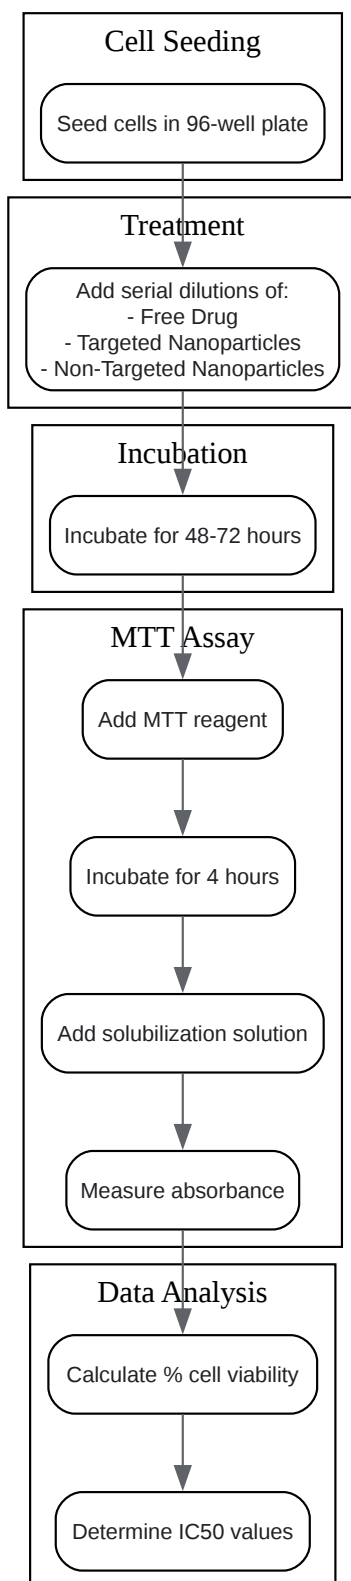 Cell Seeding
Seed cells in 96-well plate
Treatment
Add serial dilutions of:
- Free Drug
- Targeted Nanoparticles
- Non-Targeted Nanoparticles
Incubation
Incubate for 48-72 hours
MTT Assay
Add MTT reagent
Incubate for 4 hours
Add solubilization solution
Measure absorbance
Data Analysis
Calculate % cell viability
Determine IC50 values